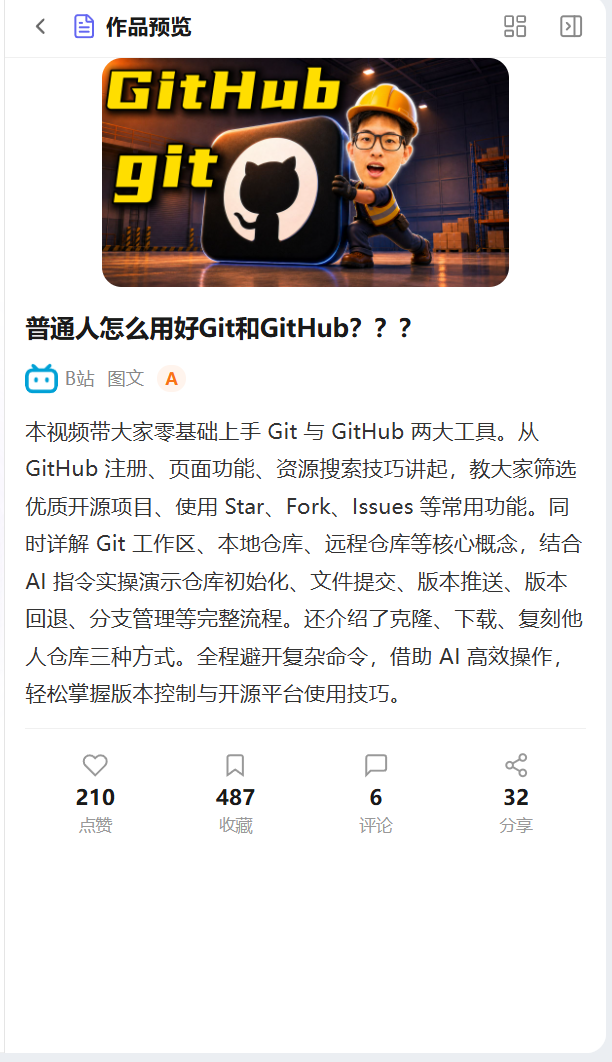 作品预览
GitHub
git
普通人怎么用好Git和GitHub？？？
B站 图文 A
本视频带大家零基础上手 Git 与 GitHub 两大工具。从
GitHub 注册、页面功能、资源搜索技巧讲起，教大家筛选
优质开源项目、使用 Star、Fork、Issues 等常用功能。同
时详解 Git 工作区、本地仓库、远程仓库等核心概念，结合
AI 指令实操演示仓库初始化、文件提交、版本推送、版本
回退、分支管理等完整流程。还介绍了克隆、下载、复刻他
人仓库三种方式。全程避开复杂命令，借助 AI 高效操作，
轻松掌握版本控制与开源平台使用技巧。
210 487 6 32
点赞 收藏 评论 分享